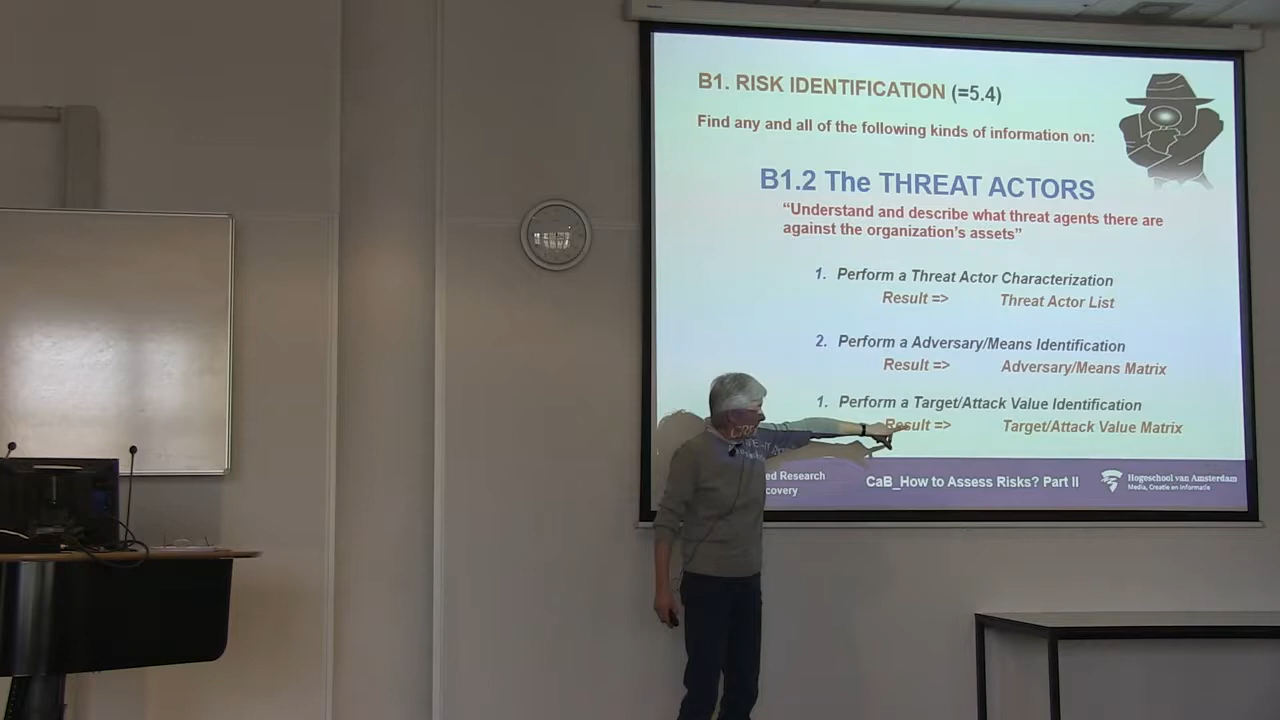 B1. RISK IDENTIFICATION (=5.4)
Find any and all of the following kinds of information on:
B1.2 The THREAT ACTORS
“Understand and describe what threat agents there are
against the organization’s assets”
1. Perform a Threat Actor Characterization
Result => Threat Actor List
2. Perform a Adversary/Means Identification
Result => Adversary/Means Matrix
1. Perform a Target/Attack Value Identification
Result => Target/Attack Value Matrix
ed Research
covery
CaB_How to Assess Risks? Part II
Hogeschool van Amsterdam
Media, Creatie en Informatie